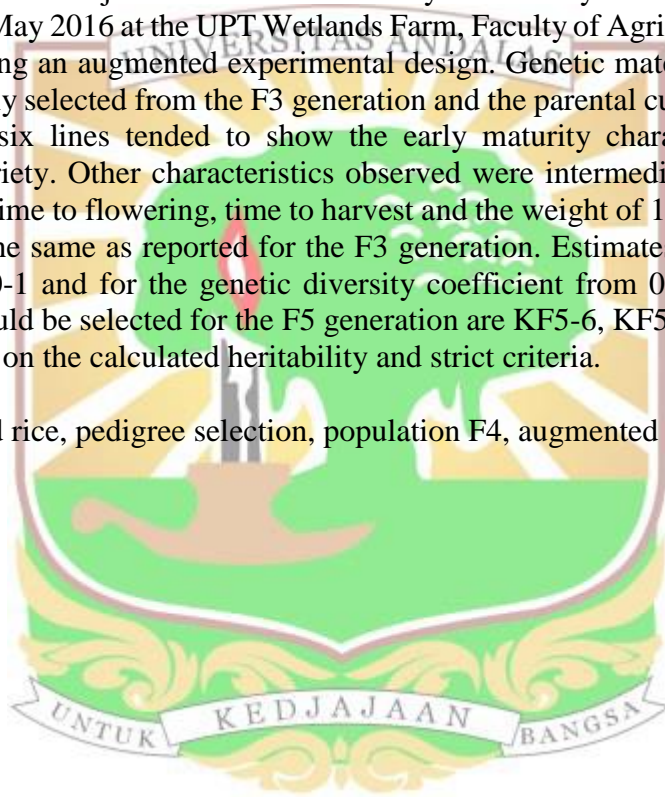 May 2016 at the UPT Wetlands Farm, Faculty of Agri
UNIVERSITAS ANDALAS
ng an augmented experimental design. Genetic mate
y selected from the F3 generation and the parental cu
six lines tended to show the early maturity chara
riety. Other characteristics observed were intermedi
ime to flowering, time to harvest and the weight of 1
he same as reported for the F3 generation. Estimates
0-1 and for the genetic diversity coefficient from 0
uld be selected for the F5 generation are KF5-6, KF5
on the calculated heritability and strict criteria.
d rice, pedigree selection, population F4, augmented
UNTUK KEDJAJAAN BANGSA